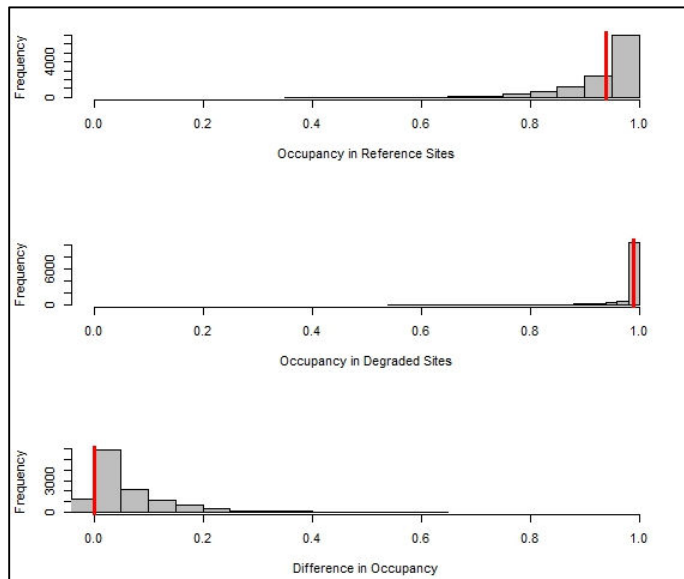 Frequency
0 4000
0.0 0.2 0.4 0.6 0.8 1.0
Occupancy in Reference Sites
Frequency
0 6000
0.0 0.2 0.4 0.6 0.8 1.0
Occupancy in Degraded Sites
Frequency
0 3000
0.0 0.2 0.4 0.6 0.8 1.0
Difference in Occupancy